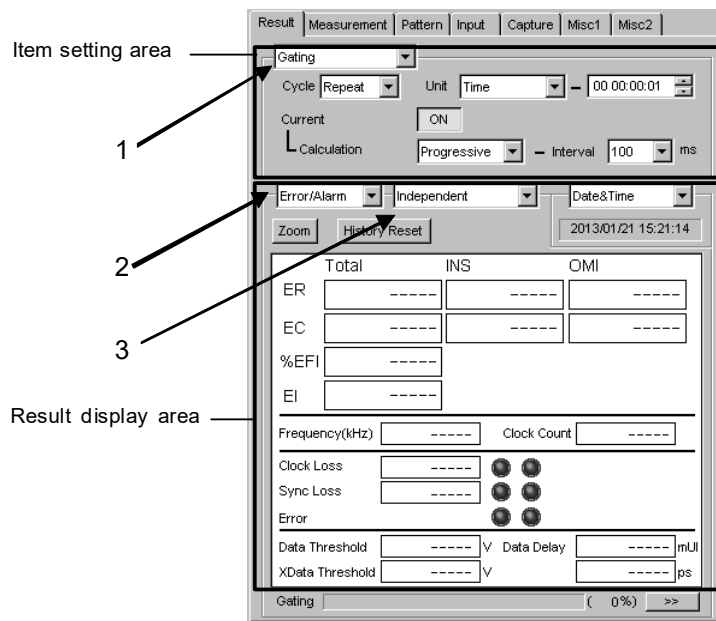 Result Measurement Pattern Input Capture Misc1 Misc2
Item setting area
Gating
Cycle Repeat Unit Time – 00 00:00:01
Current ON
1
Calculation Progressive – Interval 100 ms
Error/Alarm Independent Date&Time
Zoom History Reset 2013/01/21 15:21:14
2
Total INS OMI
ER ----- ----- -----
EC ----- ----- -----
3
%EFI -----
EI -----
Result display area
Frequency(kHz) ----- Clock Count -----
Clock Loss -----
Sync Loss -----
Error
Data Threshold ----- V Data Delay ----- mUI
XData Threshold ----- V ----- ps
Gating ( 0%) >>